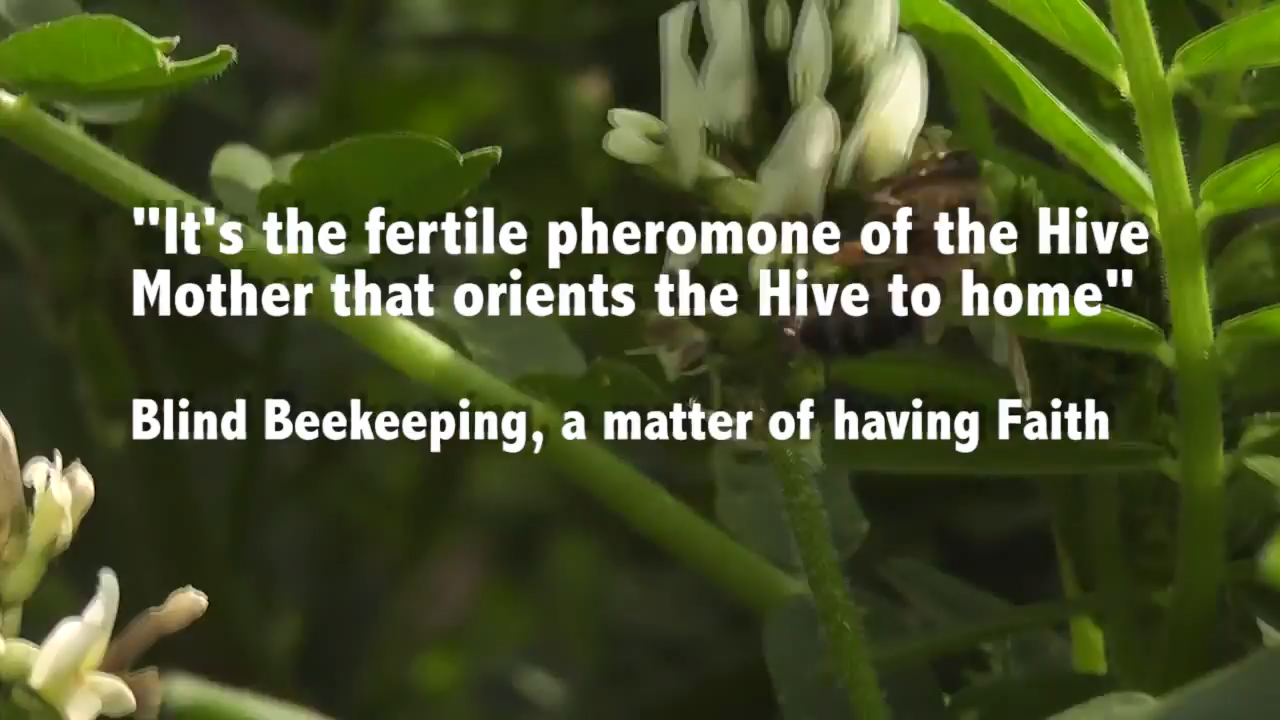 "It's the fertile pheromone of the Hive
Mother that orients the Hive to home"
Blind Beekeeping, a matter of having Faith